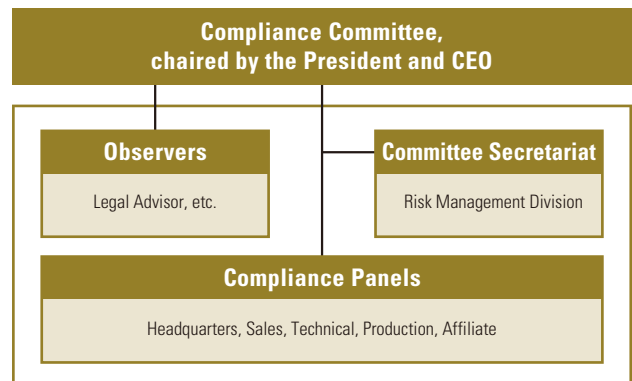 Compliance Committee,
chaired by the President and CEO
Observers
Legal Advisor, etc.
Committee Secretariat
Risk Management Division
Compliance Panels
Headquarters, Sales, Technical, Production, Affiliate